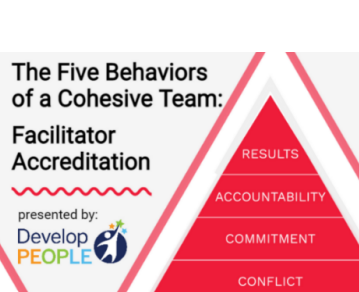 The Five Behaviors
of a Cohesive Team:
Facilitator
Accreditation
presented by:
Develop
PEOPLE
RESULTS
ACCOUNTABILITY
COMMITMENT
CONFLICT